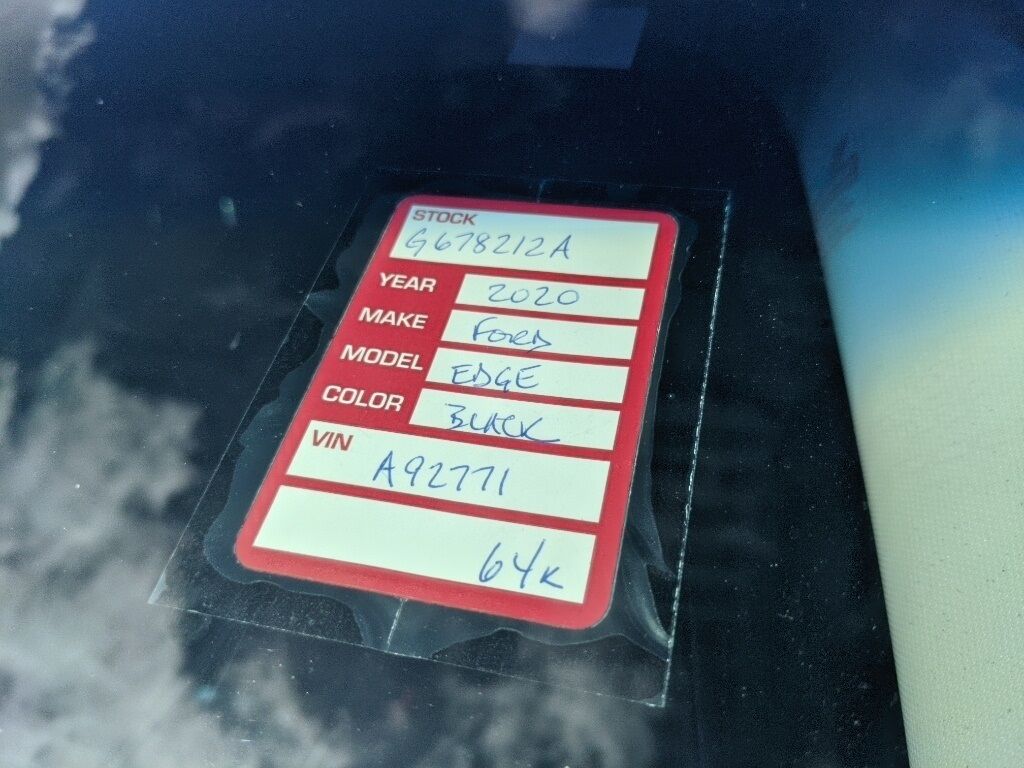 STOCK
G678212A
YEAR 2020
MAKE FORD
MODEL EDGE
COLOR BLACK
VIN
A92771
64K